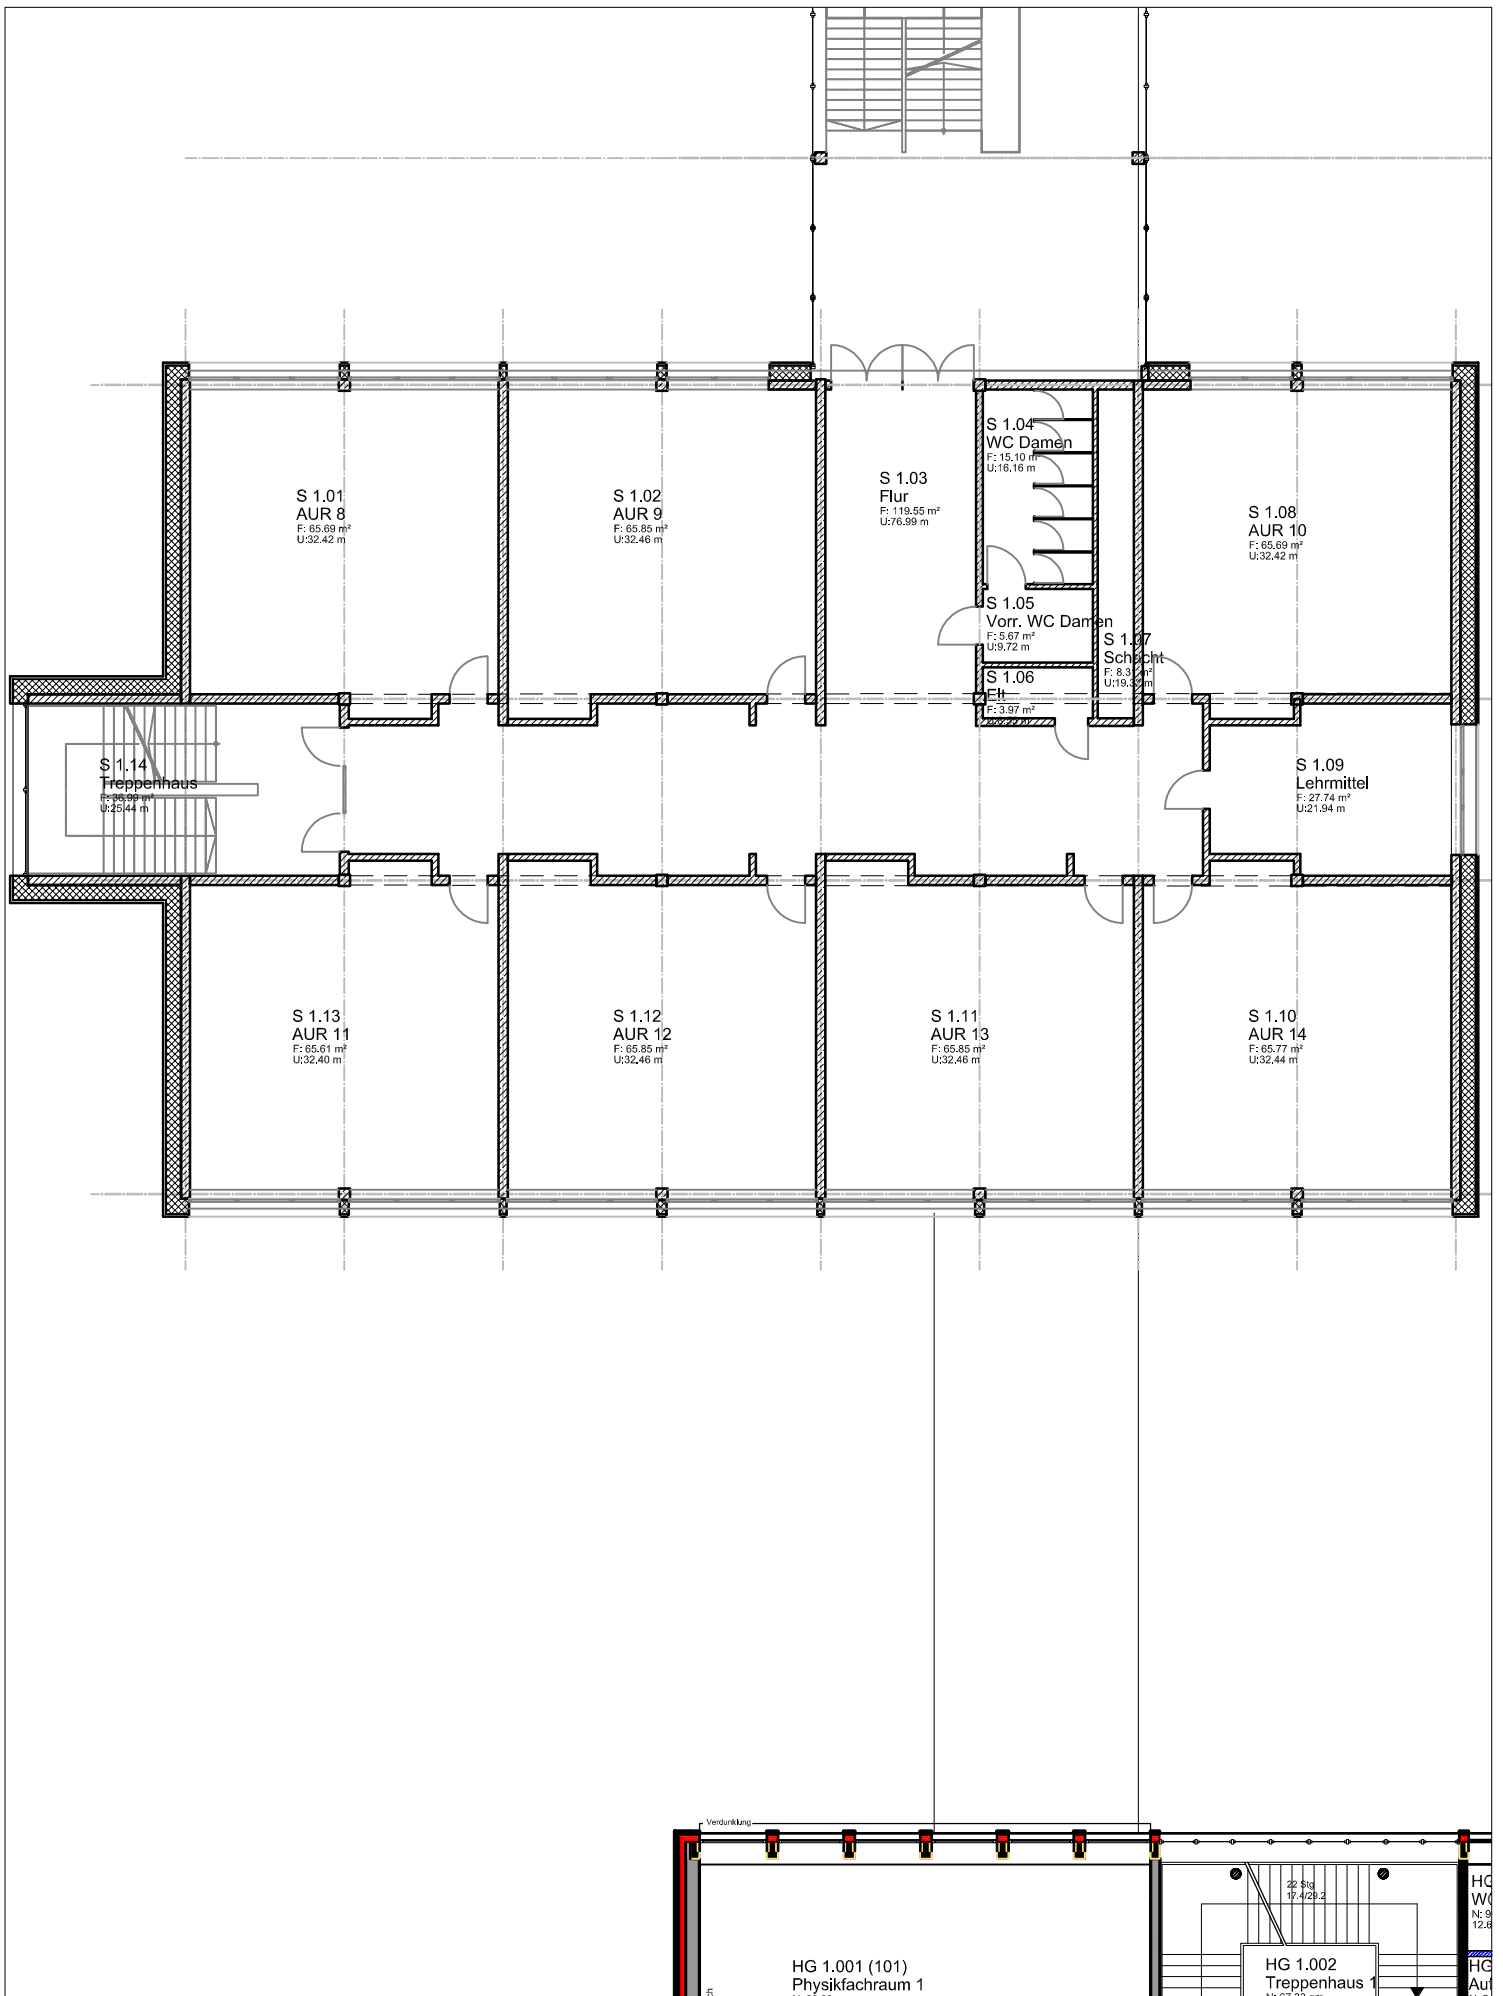 S 1.01
AUR 8
F: 65.69 m²
U:32.42 m
S 1.02
AUR 9
F: 65.85 m²
U:32.46 m
S 1.03
Flur
F: 119.55 m²
U:76.99 m
S 1.04
WC Damen
F: 15.10 m²
U:16.16 m
S 1.05
Vorr. WC Damen
F: 5.67 m²
U:9.72 m
S 1.06
Elt
F: 3.97 m²
S 1.07
Schacht
S 1.08
AUR 10
F: 65.69 m²
U:32.42 m
S 1.14
Treppenhaus
F: 36.99 m²
U:25.44 m
S 1.09
Lehrmittel
F: 27.74 m²
U:21.94 m
S 1.13
AUR 11
F: 65.61 m²
U:32.40 m
S 1.12
AUR 12
F: 65.85 m²
U:32.46 m
S 1.11
AUR 13
F: 65.85 m²
U:32.46 m
S 1.10
AUR 14
F: 65.77 m²
U:32.44 m
Verdunklung
22 Stg
17.4/29.2
HG 1.001 (101)
Physikfachraum 1
HG 1.002
Treppenhaus 1